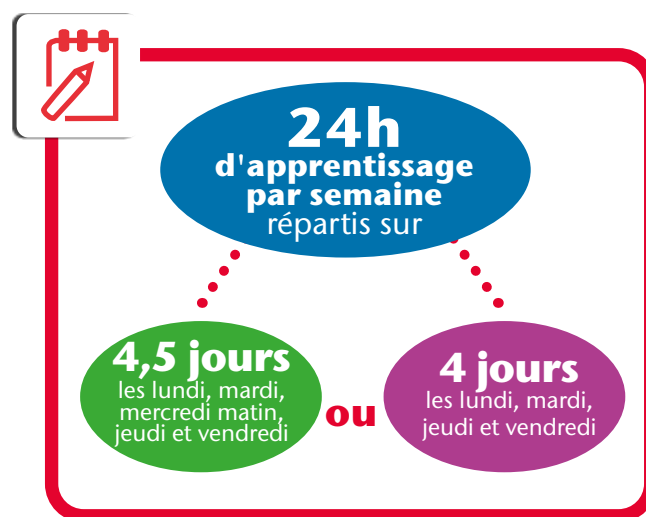 24h
d'apprentissage
par semaine
répartis sur
4,5 jours
les lundi, mardi,
mercredi matin,
jeudi et vendredi
ou
4 jours
les lundi, mardi,
jeudi et vendredi